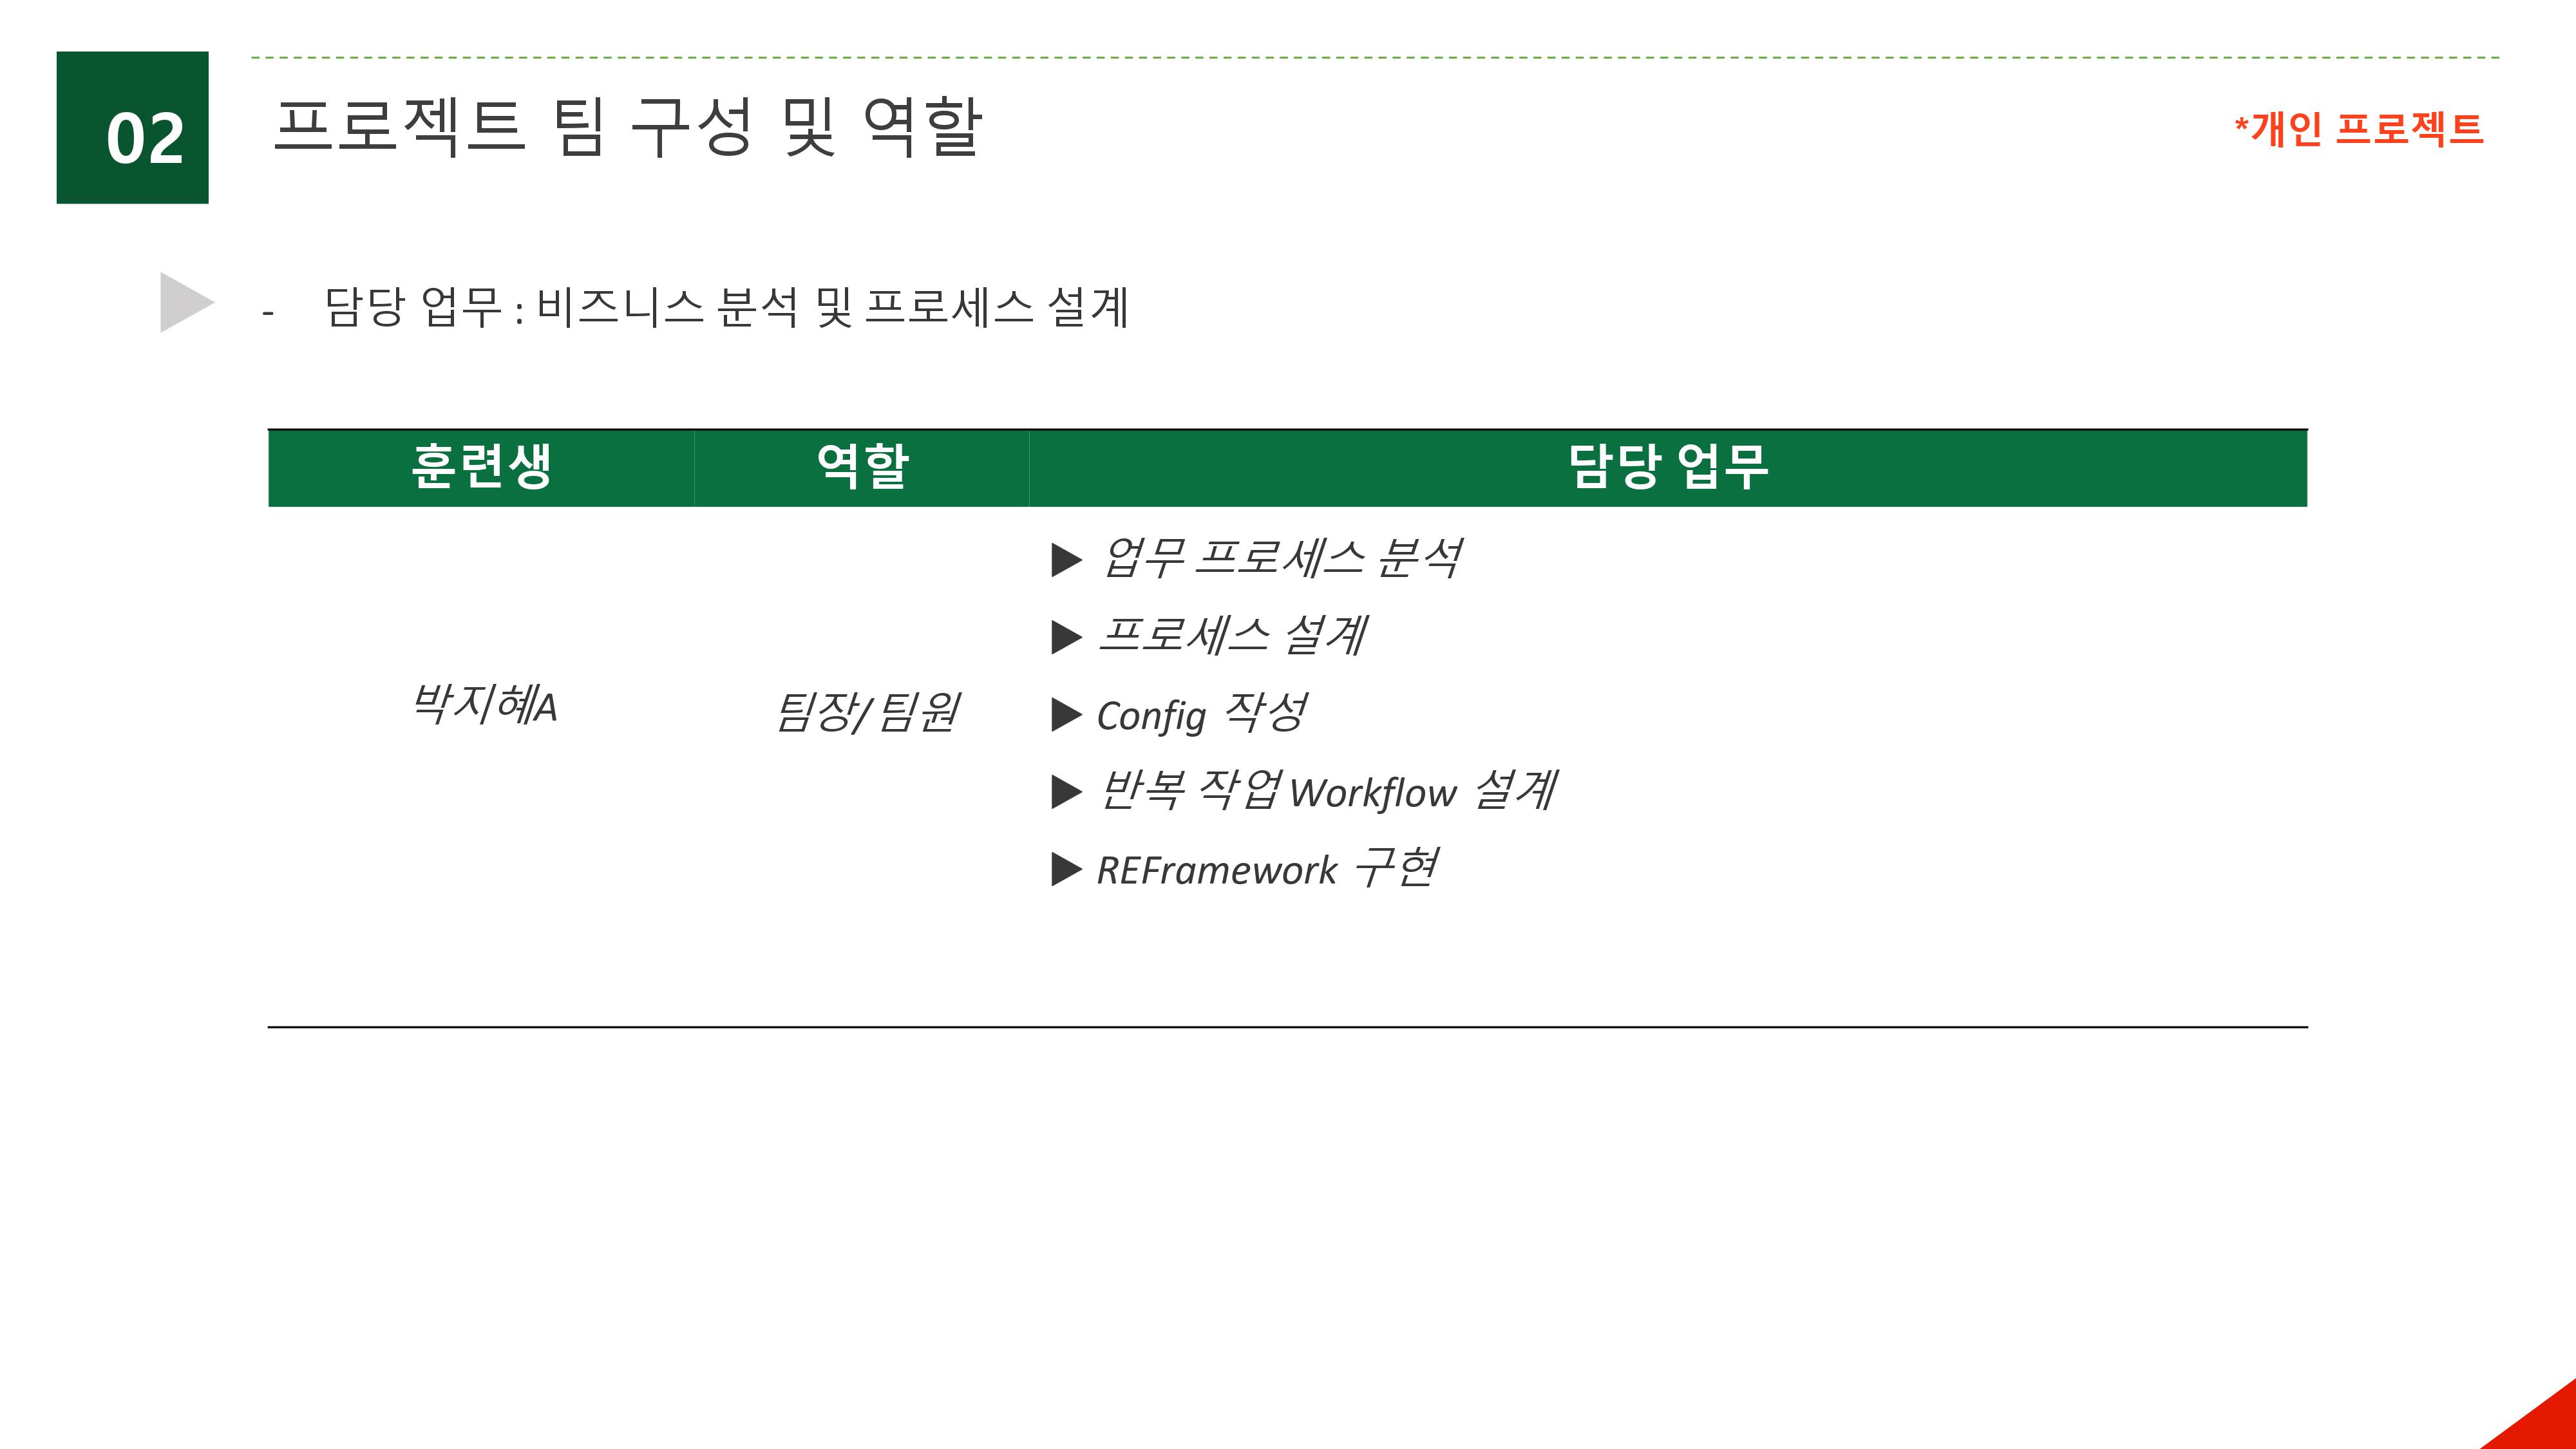 02
프로젝트 팀 구성 및 역할
*개인 프로젝트
- 담당 업무 : 비즈니스 분석 및 프로세스 설계
훈련생 역할 담당 업무
▶ 업무 프로세스 분석
▶ 프로세스 설계
박지혜A 팀장/팀원 ▶ Config 작성
▶ 반복 작업 Workflow 설계
▶ REFramework 구현